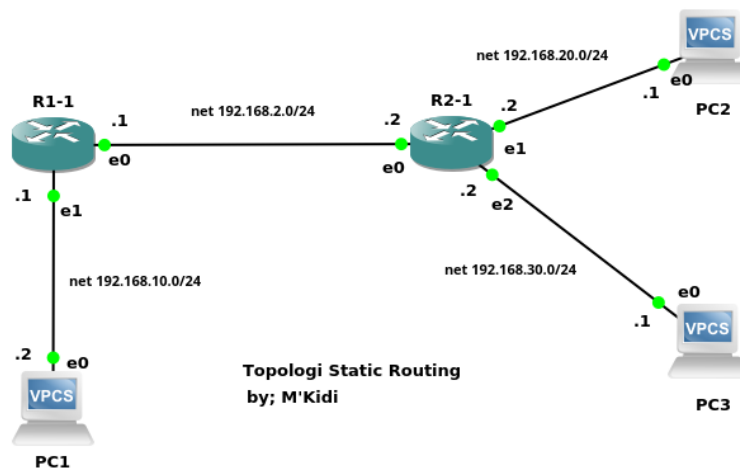 VPCS
net 192.168.20.0/24
e0
.1
PC2
R1-1
.1
e0
net 192.168.2.0/24
.2
e0
R2-1
.2
e1
.2
e2
.1
e1
net 192.168.10.0/24
net 192.168.30.0/24
e0
.1
VPCS
PC3
.2
e0
VPCS
PC1
Topologi Static Routing
by; M'Kidi